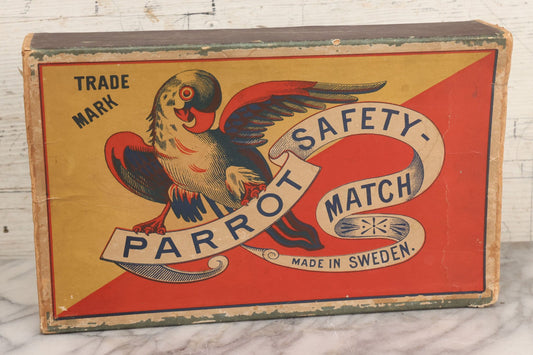 TRADE
MARK
PARROT
SAFETY-
MATCH
MADE IN SWEDEN.